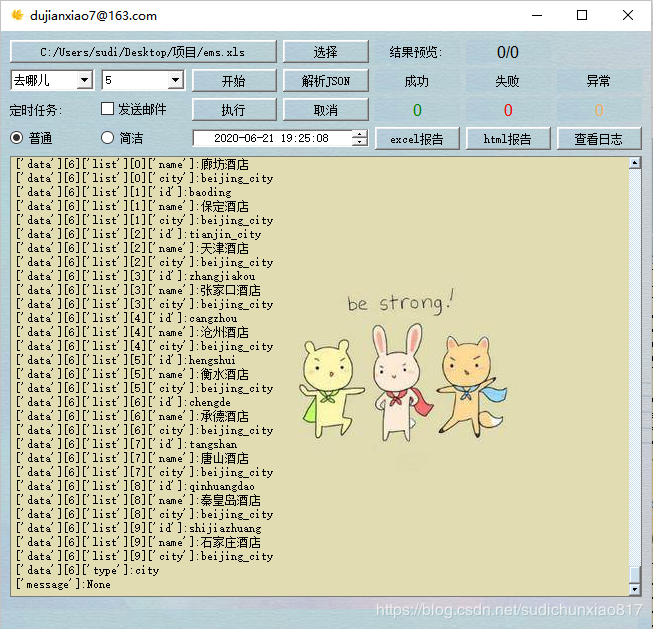 dujianxiao7@163.com
C:/Users/sudi/Desktop/项目/ems.xls 选择 结果预览: 0/0
去哪儿 5 开始 解析JSON 成功 失败 异常
定时任务: 发送邮件 执行 取消 0 0 0
普通 简洁 2020-06-21 19:25:08 excel报告 html报告 查看日志
['data'][6]['list'][0]['name']:廊坊酒店
['data'][6]['list'][0]['city']:beijing_city
['data'][6]['list'][1]['id']:baoding
['data'][6]['list'][1]['name']:保定酒店
['data'][6]['list'][1]['city']:beijing_city
['data'][6]['list'][2]['id']:tianjin_city
['data'][6]['list'][2]['name']:天津酒店
['data'][6]['list'][2]['city']:beijing_city
['data'][6]['list'][3]['id']:zhangjiakou
['data'][6]['list'][3]['name']:张家口酒店
['data'][6]['list'][3]['city']:beijing_city
['data'][6]['list'][4]['id']:cangzhou
['data'][6]['list'][4]['name']:沧州酒店
['data'][6]['list'][4]['city']:beijing_city
['data'][6]['list'][5]['id']:hengshui
['data'][6]['list'][5]['name']:衡水酒店
['data'][6]['list'][5]['city']:beijing_city
['data'][6]['list'][6]['id']:chengde
['data'][6]['list'][6]['name']:承德酒店
['data'][6]['list'][6]['city']:beijing_city
['data'][6]['list'][7]['id']:tangshan
['data'][6]['list'][7]['name']:唐山酒店
['data'][6]['list'][7]['city']:beijing_city
['data'][6]['list'][8]['id']:qinhuangdao
['data'][6]['list'][8]['name']:秦皇岛酒店
['data'][6]['list'][8]['city']:beijing_city
['data'][6]['list'][9]['id']:shijiazhuang
['data'][6]['list'][9]['name']:石家庄酒店
['data'][6]['list'][9]['city']:beijing_city
['data'][6]['type']:city
['message']:None
be strong!
https://blog.csdn.net/sudichunxiao817